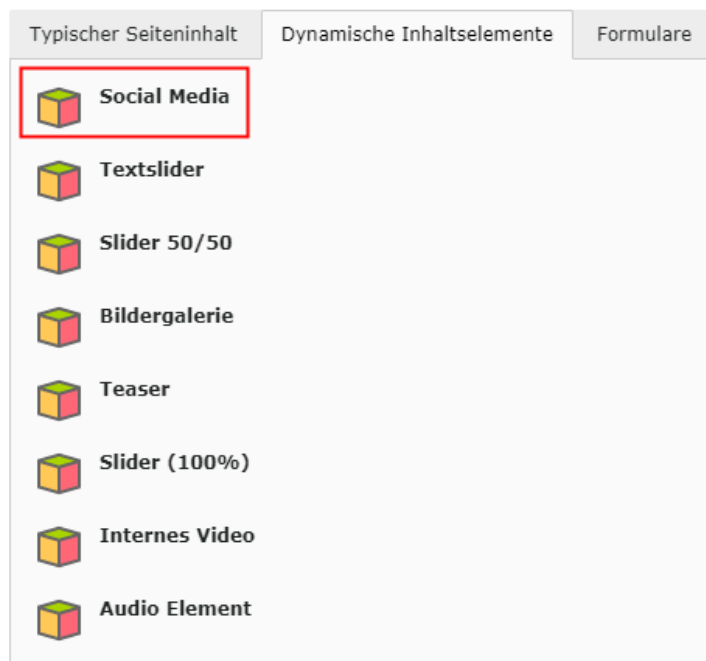 Typischer Seiteninhalt Dynamische Inhaltselemente Formulare
Social Media
Textslider
Slider 50/50
Bildergalerie
Teaser
Slider (100%)
Internes Video
Audio Element